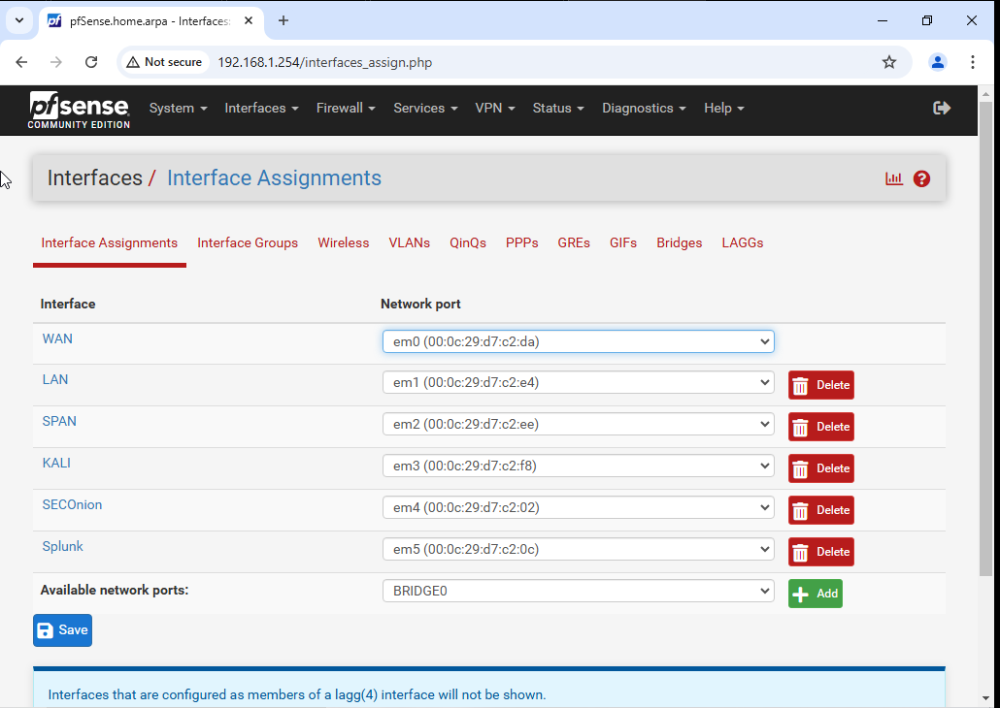 pfSense.home.arpa - Interfaces:
Not secure 192.168.1.254/interfaces_assign.php
pfsense
COMMUNITY EDITION
System Interfaces Firewall Services VPN Status Diagnostics Help
Interfaces / Interface Assignments
Interface Assignments Interface Groups Wireless VLANs QinQs PPPs GREs GIFs Bridges LAGGs
Interface Network port
WAN em0 (00:0c:29:d7:c2:da)
LAN em1 (00:0c:29:d7:c2:e4) Delete
SPAN em2 (00:0c:29:d7:c2:ee) Delete
KALI em3 (00:0c:29:d7:c2:f8) Delete
SECOnion em4 (00:0c:29:d7:c2:02) Delete
Splunk em5 (00:0c:29:d7:c2:0c) Delete
Available network ports: BRIDGE0 Add
Save
Interfaces that are configured as members of a lagg(4) interface will not be shown.